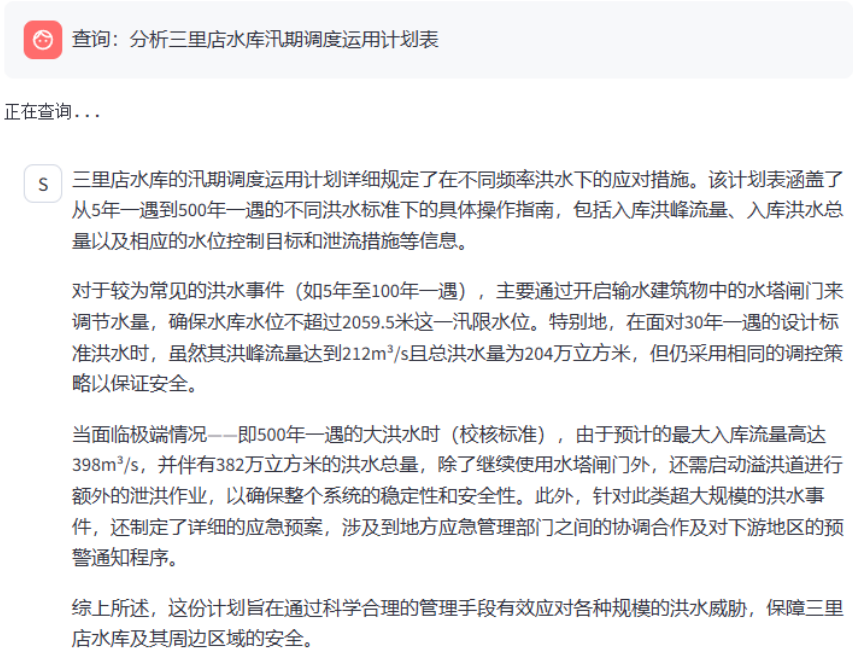 查询：分析三里店水库汛期调度运用计划表
正在查询...
S
三里店水库的汛期调度运用计划详细规定了在不同频率洪水下的应对措施。该计划表涵盖了
从5年一遇到500年一遇的不同洪水标准下的具体操作指南，包括入库洪峰流量、入库洪水总
量以及相应的水位控制目标和泄流措施等信息。
对于较为常见的洪水事件（如5年至100年一遇），主要通过开启输水建筑物中的水塔闸门来
调节水量，确保水库水位不超过2059.5米这一汛限水位。特别地，在面对30年一遇的设计标
准洪水时，虽然其洪峰流量达到212m³/s且总洪水量为204万立方米，但仍采用相同的调控策
略以保证安全。
当面临极端情况——即500年一遇的大洪水时（校核标准），由于预计的最大入库流量高达
398m³/s，并伴有382万立方米的洪水总量，除了继续使用水塔闸门外，还需启动溢洪道进行
额外的泄洪作业，以确保整个系统的稳定性和安全性。此外，针对此类超大规模的洪水事
件，还制定了详细的应急预案，涉及到地方应急管理部门之间的协调合作及对下游地区的预
警通知程序。
综上所述，这份计划旨在通过科学合理的管理手段有效应对各种规模的洪水威胁，保障三里
店水库及其周边区域的安全。